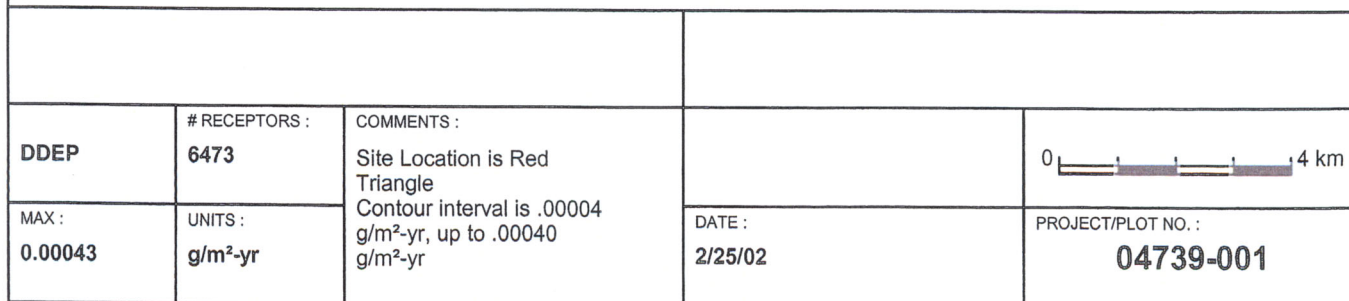 DDEP
# RECEPTORS :
6473
COMMENTS :
Site Location is Red
Triangle
Contour interval is .00004
g/m²-yr, up to .00040
g/m²-yr
0 4 km
MAX :
0.00043
UNITS :
g/m²-yr
DATE :
2/25/02
PROJECT/PLOT NO. :
04739-001